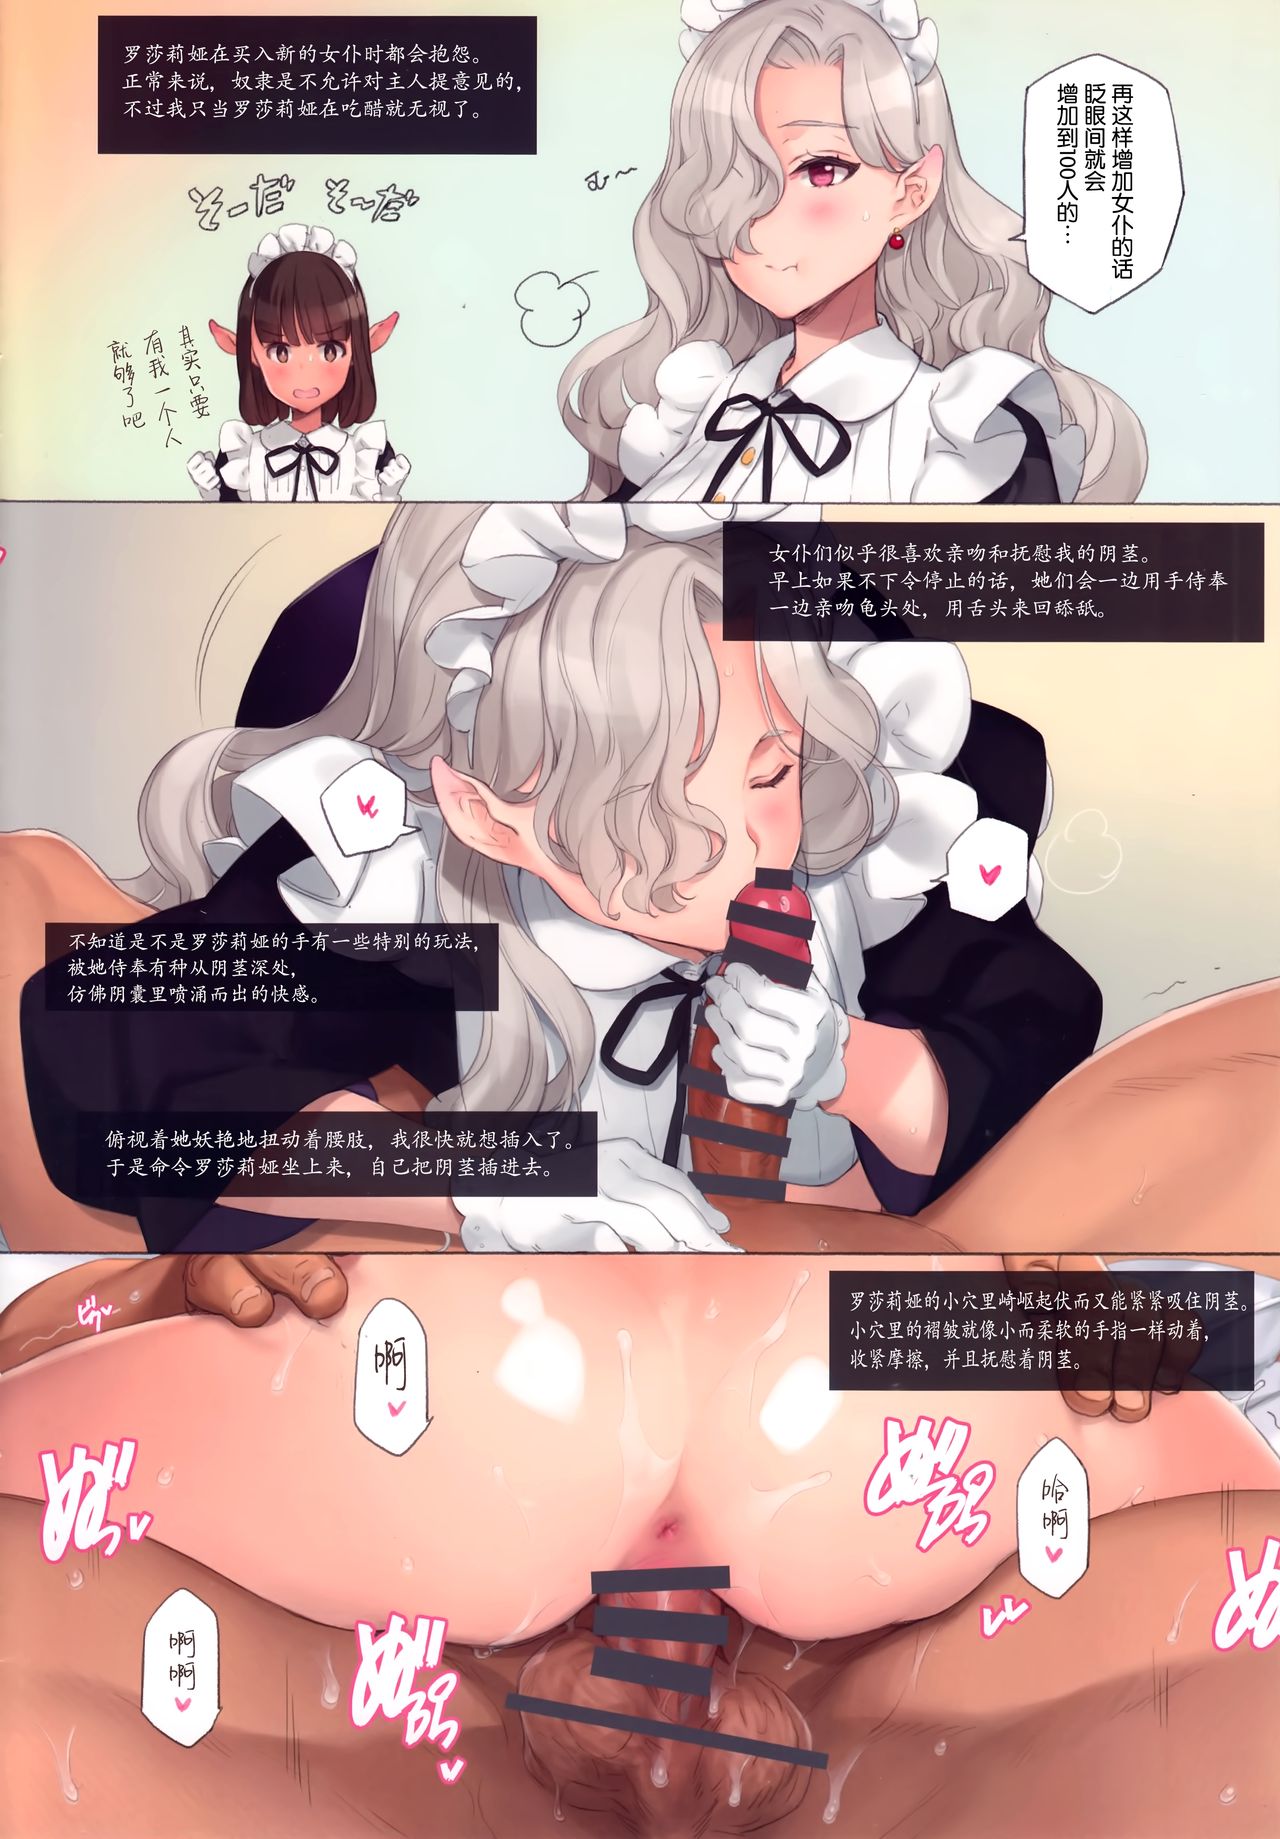 罗莎莉娅在买入新的女仆时都会抱怨。
正常来说，奴隶是不允许对主人提意见的，
不过我只当罗莎莉娅在吃醋就无视了。
再这样增加女仆的话
眨眼间就会
增加到100人的…
む～
そーだ そ～だ
其实只要
有我一个人
就够了吧
女仆们似乎很喜欢亲吻和抚慰我的阴茎。
早上如果不下令停止的话，她们会一边用手侍奉
一边亲吻龟头处，用舌头来回舔舐。
不知道是不是罗莎莉娅的手有一些特别的玩法，
被她侍奉有种从阴茎深处，
仿佛阴囊里喷涌而出的快感。
俯视着她妖艳地扭动着腰肢，我很快就想插入了。
于是命令罗莎莉娅坐上来，自己把阴茎插进去。
罗莎莉娅的小穴里崎岖起伏而又能紧紧吸住阴茎。
小穴里的褶皱就像小而柔软的手指一样动着，
收紧摩擦，并且抚慰着阴茎。
啊
哈啊
啊啊